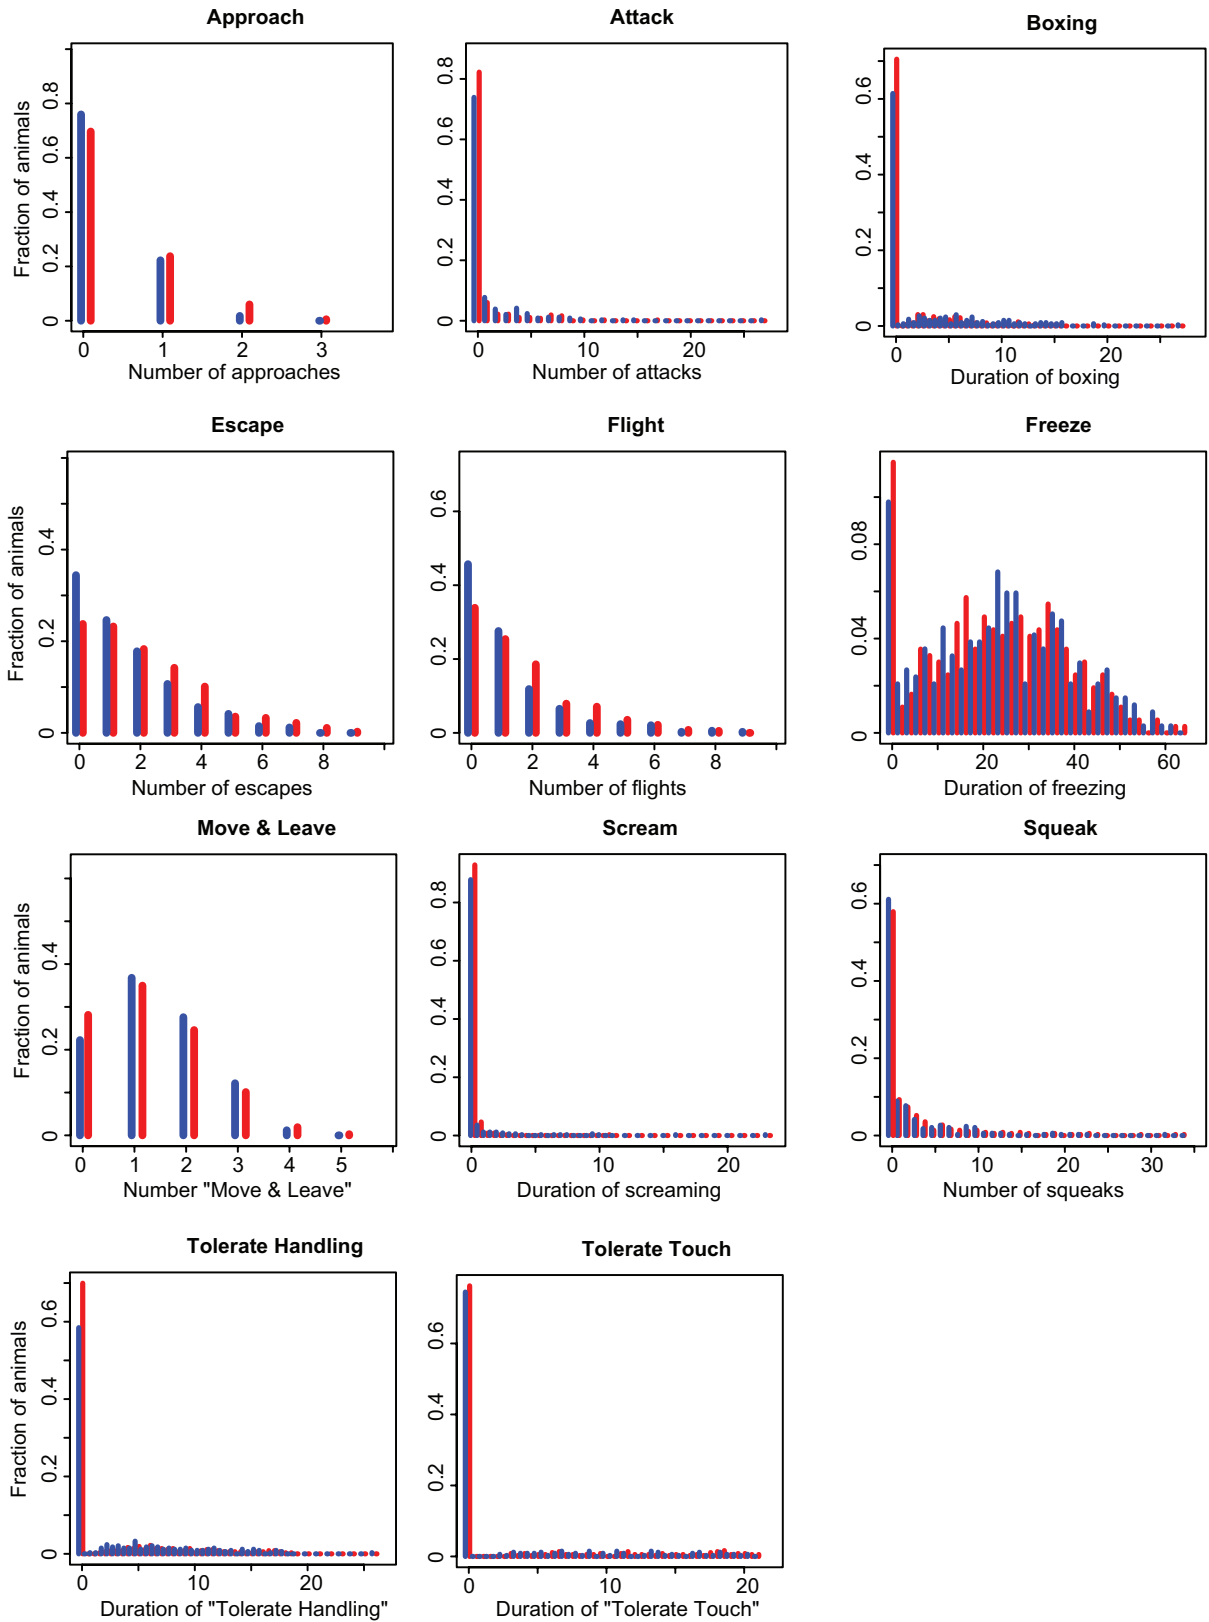 Approach
Attack
Boxing
Fraction of animals
0 0.2 0.4 0.6 0.8
0 1 2 3
Number of approaches
0 0.2 0.4 0.6 0.8
0 10 20
Number of attacks
0 0.2 0.4 0.6
0 10 20
Duration of boxing
Escape
Flight
Freeze
Fraction of animals
0 0.2 0.4
0 2 4 6 8
Number of escapes
0 0.2 0.4 0.6
0 2 4 6 8
Number of flights
0 0.04 0.08
0 20 40 60
Duration of freezing
Move & Leave
Scream
Squeak
Fraction of animals
0 0.2 0.4
0 1 2 3 4 5
Number "Move & Leave"
0 0.2 0.4 0.6 0.8
0 10 20
Duration of screaming
0 0.2 0.4 0.6
0 10 20 30
Number of squeaks
Tolerate Handling
Tolerate Touch
Fraction of animals
0 0.2 0.4 0.6
0 10 20
Duration of "Tolerate Handling"
0 0.2 0.4 0.6
0 10 20
Duration of "Tolerate Touch"